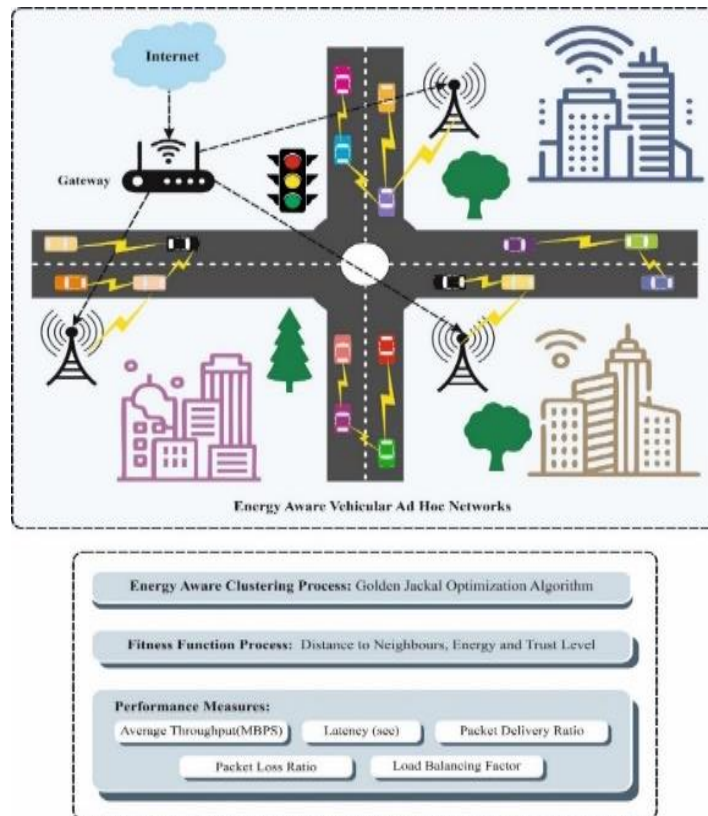 Internet
Gateway
Energy Aware Vehicular Ad Hoc Networks
Energy Aware Clustering Process: Golden Jackal Optimization Algorithm
Fitness Function Process: Distance to Neighbours, Energy and Trust Level
Performance Measures:
Average Throughput(MBPS) Latency (see) Packet Delivery Ratio
Packet Loss Ratio Load Balancing Factor